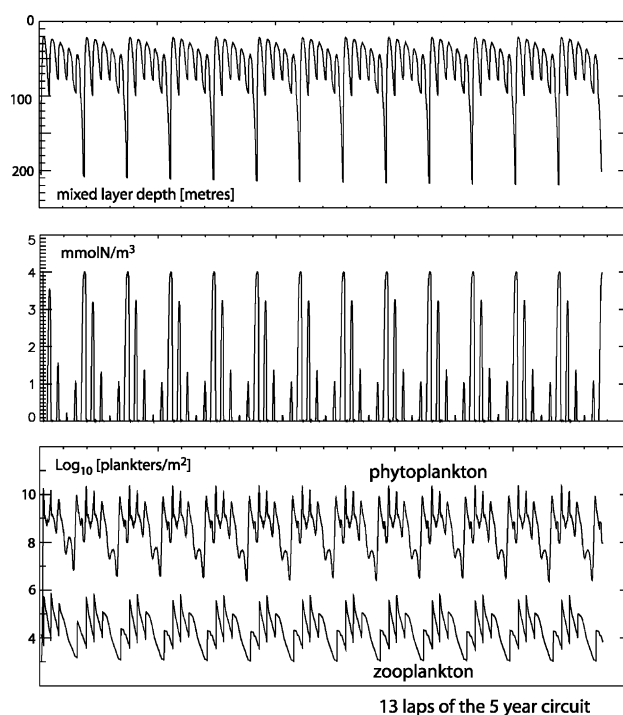 0
100
200
mixed layer depth [metres]
5
4
3
2
1
0
mmolN/m³
Log₁₀ [plankters/m²]
phytoplankton
10
8
6
4
zooplankton
13 laps of the 5 year circuit